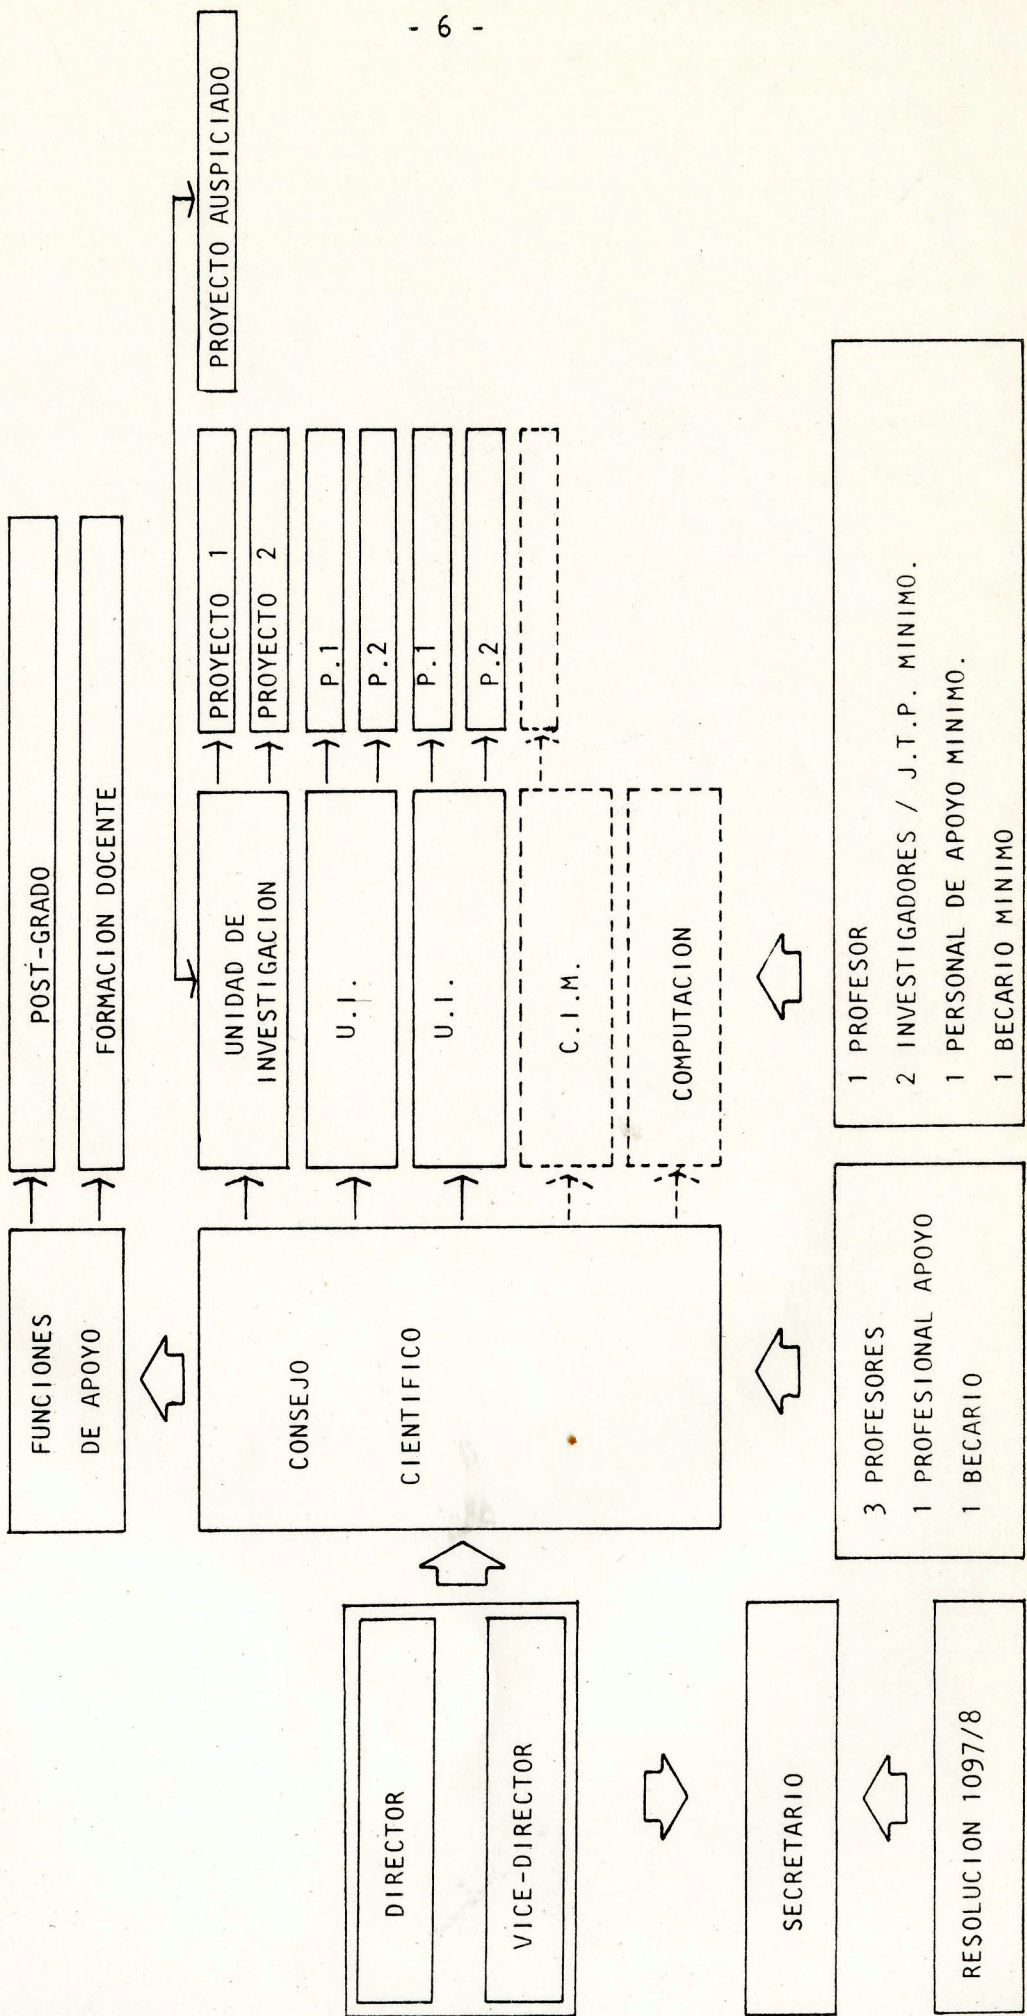 - 6 -
FUNCIONES
DE APOYO
POST-GRADO
FORMACION DOCENTE
DIRECTOR
VICE-DIRECTOR
CONSEJO
CIENTIFICO
UNIDAD DE
INVESTIGACION
PROYECTO 1
PROYECTO 2
PROYECTO AUSPICIADO
U.I.
P.1
P.2
U.I.
P.1
P.2
C.I.M.
COMPUTACION
SECRETARIO
RESOLUCION 1097/8
3 PROFESORES
1 PROFESIONAL APOYO
1 BECARIO
1 PROFESOR
2 INVESTIGADORES / J.T.P. MINIMO.
1 PERSONAL DE APOYO MINIMO.
1 BECARIO MINIMO